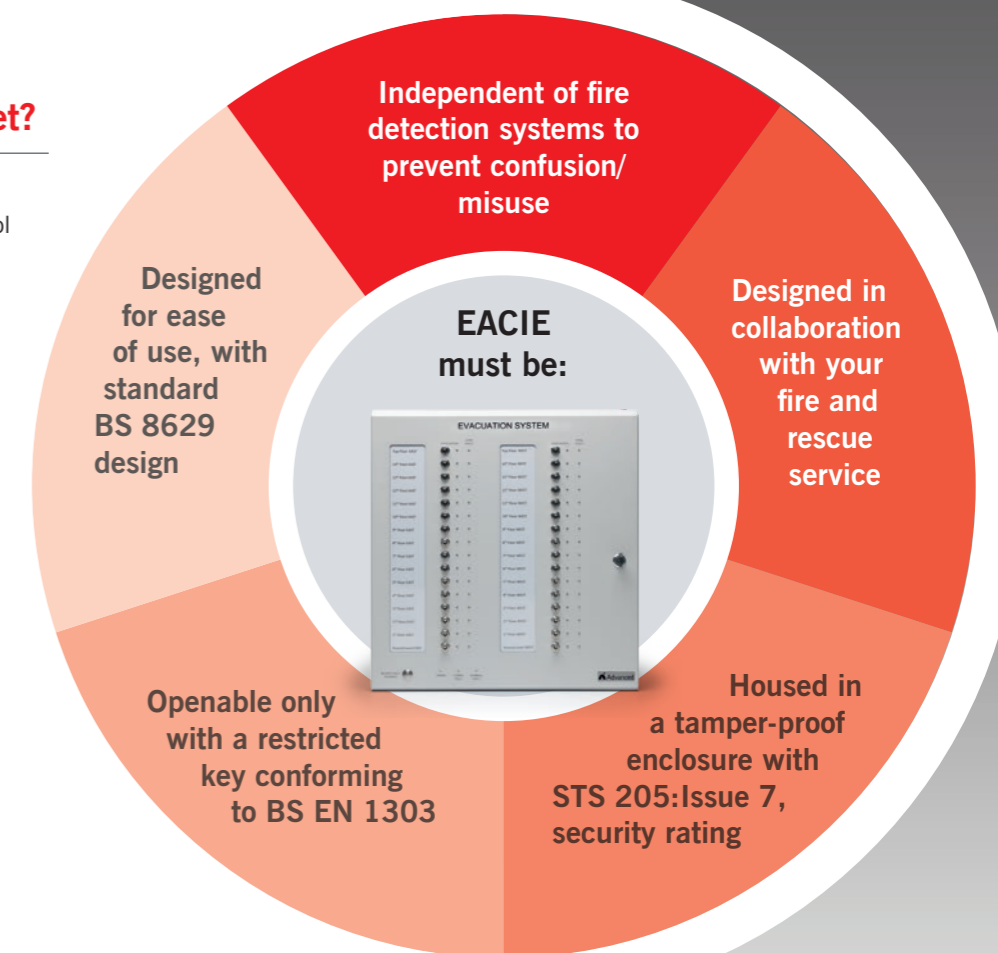 et?
ol
Independent of fire
detection systems to
prevent confusion/
misuse
Designed in
collaboration
with your
fire and
rescue
service
Housed in
a tamper-proof
enclosure with
STS 205:Issue 7,
security rating
Openable only
with a restricted
key conforming
to BS EN 1303
Designed
for ease
of use, with
standard
BS 8629
design
EACIE
must be:
EVACUATION SYSTEM
Advanced